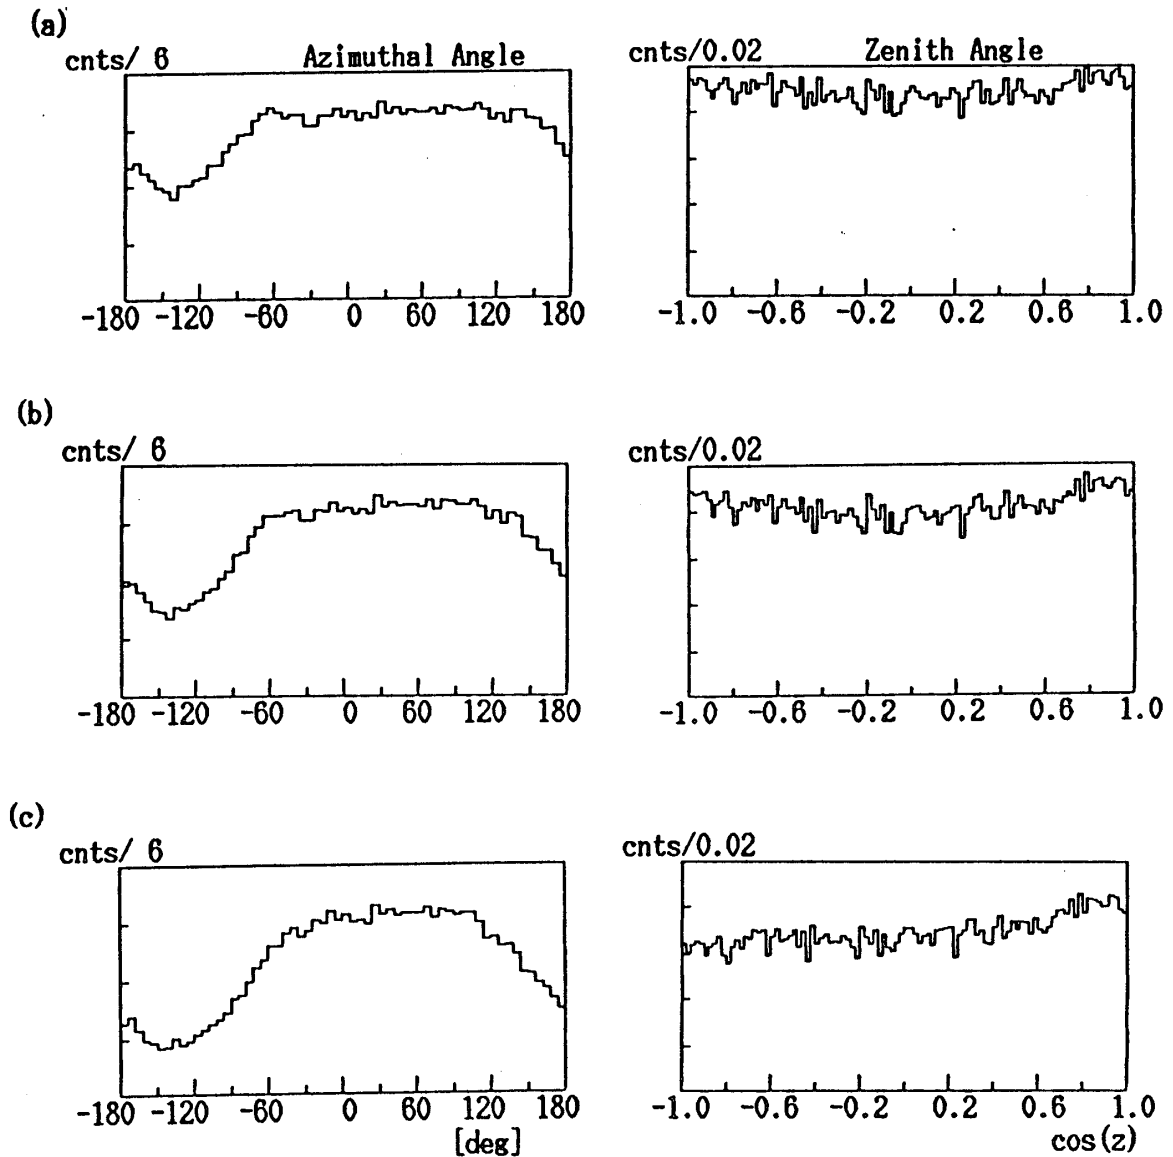 (a)
cnts/ 6 Azimuthal Angle
cnts/0.02 Zenith Angle
-180 -120 -60 0 60 120 180
-1.0 -0.6 -0.2 0.2 0.6 1.0
(b)
cnts/ 6
cnts/0.02
-180 -120 -60 0 60 120 180
-1.0 -0.6 -0.2 0.2 0.6 1.0
(c)
cnts/ 6
cnts/0.02
-180 -120 -60 0 60 120 180
[deg]
-1.0 -0.6 -0.2 0.2 0.6 1.0
cos(z)